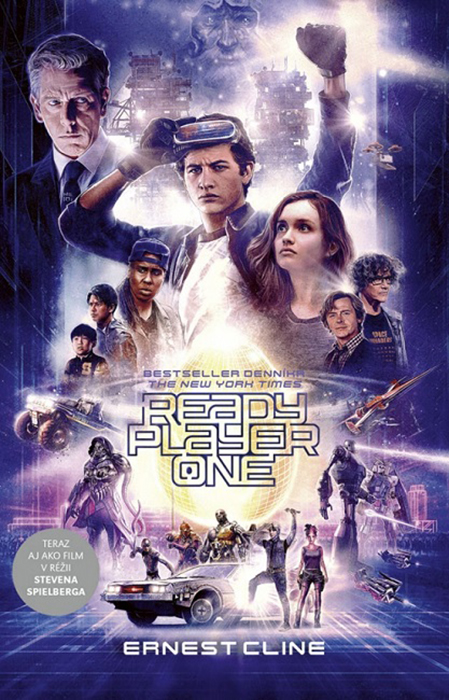 BESTSELLER DENNÍKA
THE NEW YORK TIMES
READY
PLAYER
ONE
TERAZ
AJ AKO FILM
V RÉŽII
STEVENA
SPIELBERGA
ERNEST CLINE